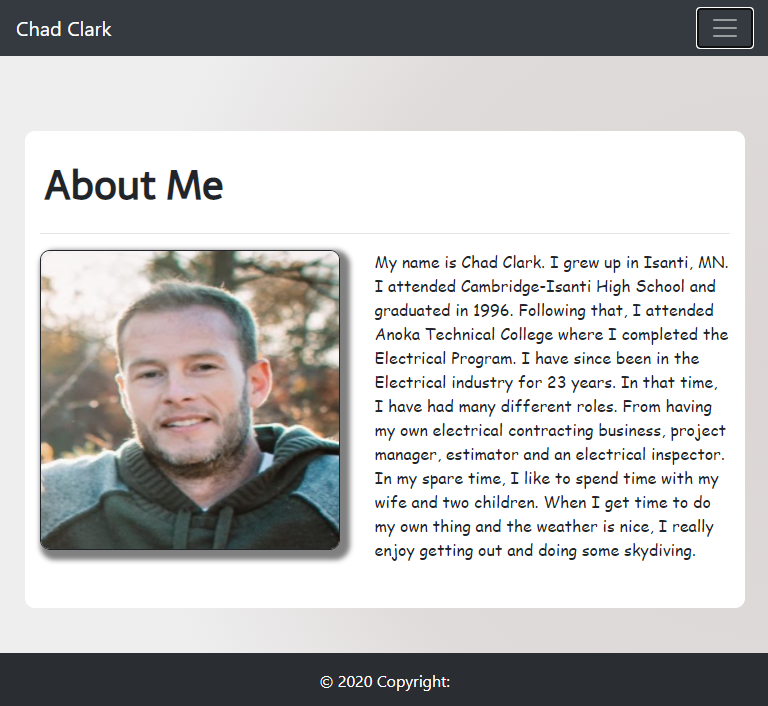 Chad Clark
About Me
My name is Chad Clark. I grew up in Isanti, MN.
I attended Cambridge-Isanti High School and
graduated in 1996. Following that, I attended
Anoka Technical College where I completed the
Electrical Program. I have since been in the
Electrical industry for 23 years. In that time,
I have had many different roles. From having
my own electrical contracting business, project
manager, estimator and an electrical inspector.
In my spare time, I like to spend time with my
wife and two children. When I get time to do
my own thing and the weather is nice, I really
enjoy getting out and doing some skydiving.
© 2020 Copyright: